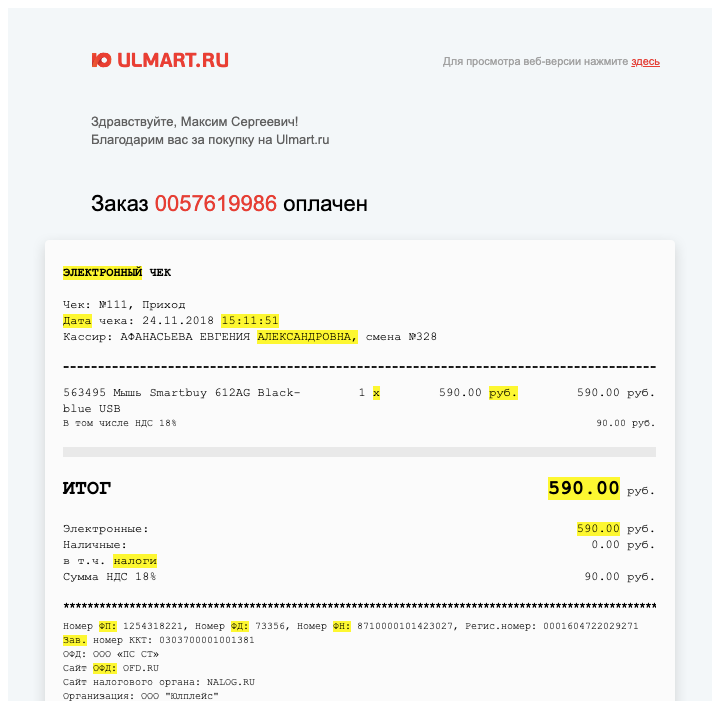 Ю ULMART.RU
Для просмотра веб-версии нажмите здесь
Здравствуйте, Максим Сергеевич!
Благодарим вас за покупку на Ulmart.ru
Заказ 0057619986 оплачен
ЭЛЕКТРОННЫЙ ЧЕК
Чек: №111, Приход
Дата чека: 24.11.2018 15:11:51
Кассир: АФАНАСЬЕВА ЕВГЕНИЯ АЛЕКСАНДРОВНА, смена №328
563495 Мышь Smartbuy 612AG Black- 1 x 590.00 руб. 590.00 руб.
blue USB
В том числе НДС 18% 90.00 руб.
ИТОГ 590.00 руб.
Электронные: 590.00 руб.
Наличные: 0.00 руб.
в т.ч. налоги
Сумма НДС 18% 90.00 руб.
Номер ФП: 1254318221, Номер ФД: 73356, Номер ФН: 8710000101423027, Регис.номер: 0001604722029271
Зав. номер ККТ: 0303700001001381
ОФД: ООО «ПС СТ»
Сайт ОФД: OFD.RU
Сайт налогового органа: NALOG.RU
Организация: ООО "Юлплейс"